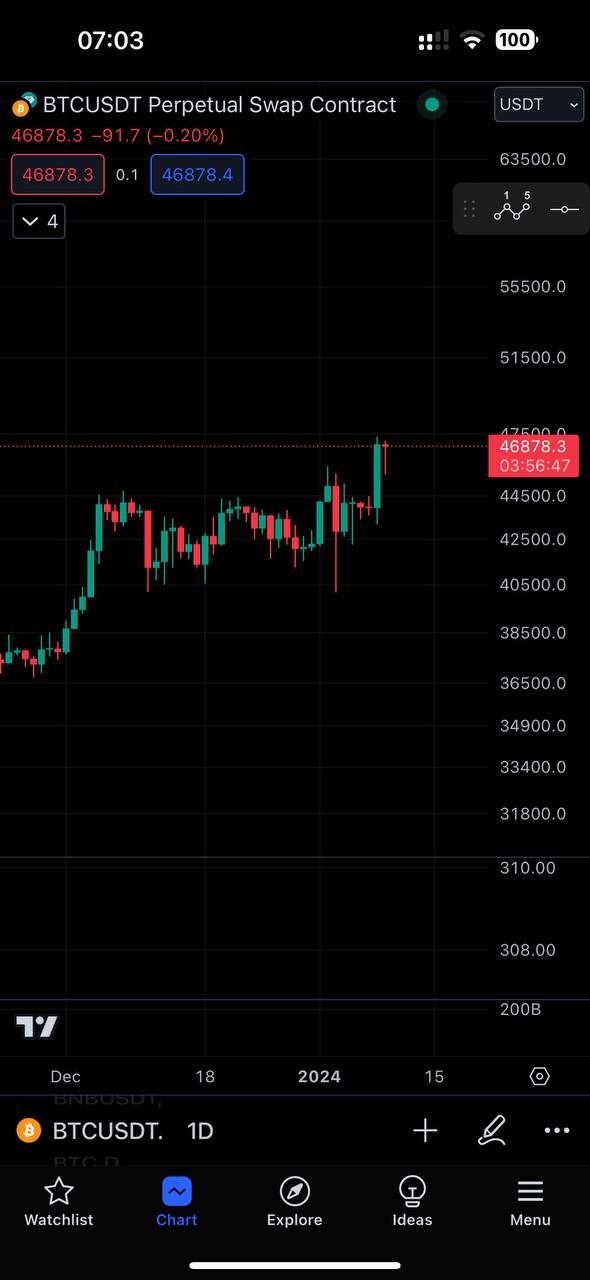 07:03
100
BTCUSDT Perpetual Swap Contract
USDT
46878.3 −91.7 (−0.20%)
46878.3 0.1 46878.4
4
1 5
63500.0
55500.0
51500.0
47500.0
46878.3
03:56:47
44500.0
42500.0
40500.0
38500.0
36500.0
34900.0
33400.0
31800.0
310.00
308.00
200B
Dec 18 2024 15
BNBUSDT,
BTCUSDT. 1D
BTC.D
Watchlist Chart Explore Ideas Menu